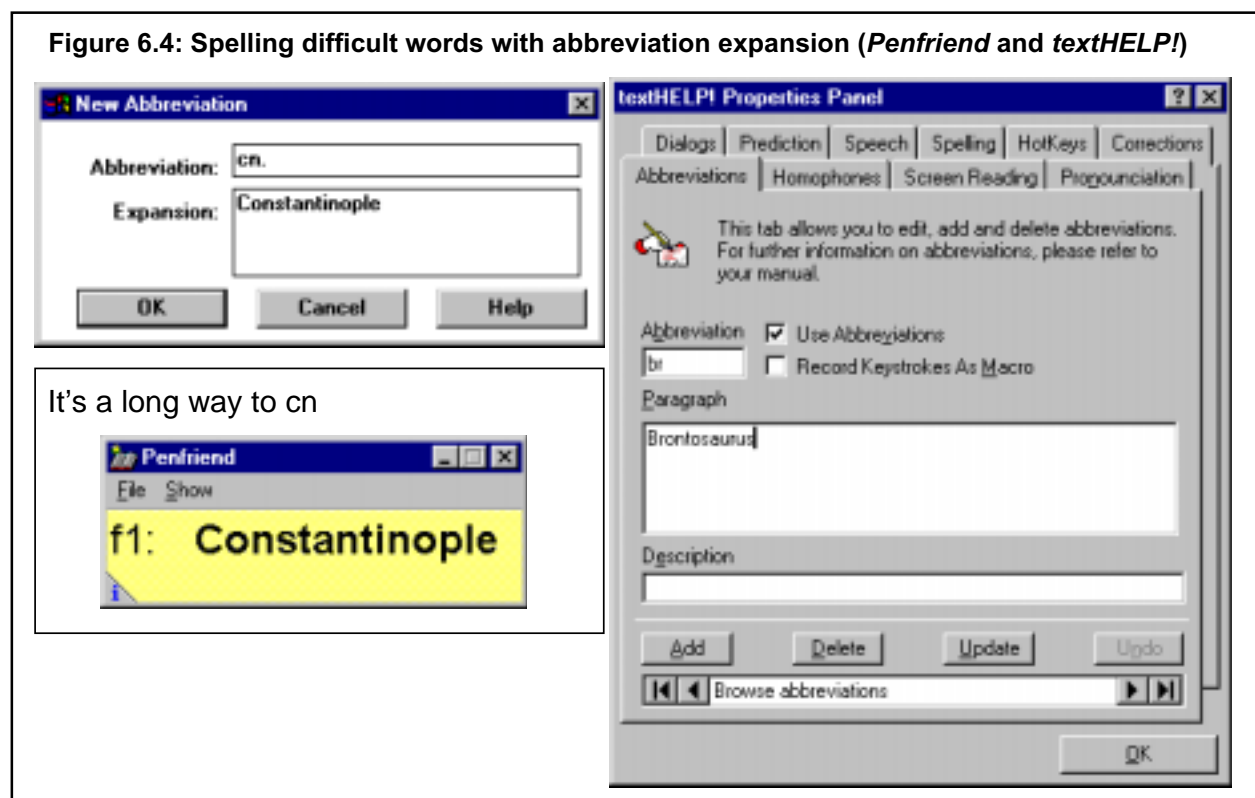 Figure 6.4: Spelling difficult words with abbreviation expansion (Penfriend and textHELP!)
New Abbreviation
Abbreviation: cn.
Expansion: Constantinople
OK Cancel Help
It's a long way to cn
Penfriend
File Show
f1: Constantinople
i
textHELP! Properties Panel
Dialogs Prediction Speech Spelling HotKeys Corrections
Abbreviations Homophones Screen Reading Pronounciation
This tab allows you to edit, add and delete abbreviations.
For further information on abbreviations, please refer to
your manual.
Abbreviation Use Abbreviations
br Record Keystrokes As Macro
Paragraph
Brontosaurus
Description
Add Delete Update Undo
Browse abbreviations
OK